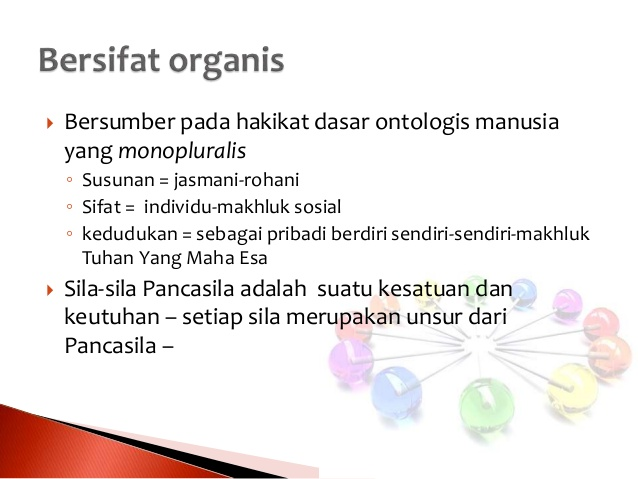 Bersifat organis
Bersumber pada hakikat dasar ontologis manusia
yang monopluralis
Susunan = jasmani-rohani
Sifat = individu-makhluk sosial
kedudukan = sebagai pribadi berdiri sendiri-sendiri-makhluk
Tuhan Yang Maha Esa
Sila-sila Pancasila adalah suatu kesatuan dan
keutuhan – setiap sila merupakan unsur dari
Pancasila –